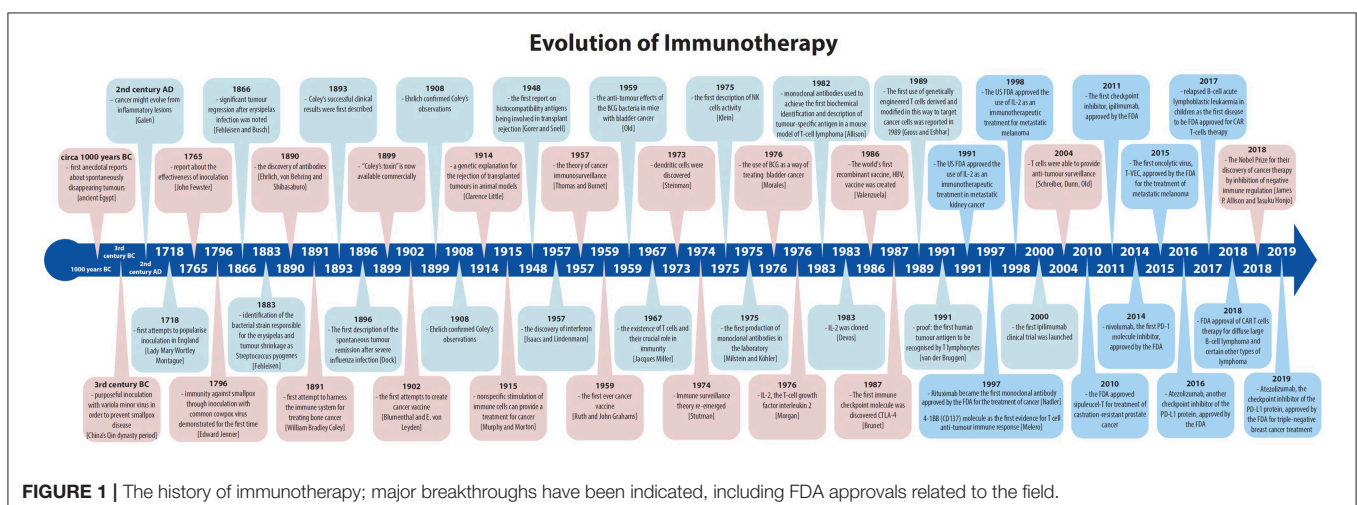 Evolution of Immunotherapy
2nd century AD
- cancer might evolve from
inflammatory lesions
[Galen]
1866
- significant tumour
regression after erysipelas
infection was noted
[Fehleisen and Busch]
1893
- Coley's successful clinical
results were first described
1908
- Ehrlich confirmed Coley's
observations
1948
- the first report on
histocompatibility antigens
being involved in transplant
rejection [Gorer and Snell]
1959
- the anti-tumour effects of
the BCG bacteria in mice
with bladder cancer
[Old]
1975
- the first description of NK
cells activity
[Klein]
1982
- monoclonal antibodies used to
achieve the first biochemical
identification and description of
tumour-specific antigen in a mouse
model of T-cell lymphoma [Allison]
1989
- The first use of genetically
engineered T cells derived and
modified in this way to target
cancer cells was reported in
1989 [Gross and Eshhar]
1998
- The US FDA approved
the use of IL-2 as an
immunotherapeutic
treatment for metastatic
melanoma
2011
- The first checkpoint
inhibitor, ipilimumab,
approved by the FDA
2017
- relapsed B-cell acute
lymphoblastic leukaemia in
children as the first disease
to be FDA approved for CAR
T-cells therapy
circa 1000 years BC
- first anecdotal reports
about spontaneously
disappearing tumours
[ancient Egypt]
1765
- report about the
effectiveness of inoculation
[John Fewster]
1890
- the discovery of antibodies
[Ehrlich, von Behring and
Shibasaburo]
1899
- "Coley's toxin" is now
available commercially
1914
- a genetic explanation for
the rejection of transplanted
tumours in animal models
[Clarence Little]
1957
- the theory of cancer
immunosurveillance
[Thomas and Burnet]
1973
- dendritic cells were
discovered
[Steinman]
1976
- the use of BCG as a way of
treating bladder cancer
[Morales]
1986
- The world's first
recombinant vaccine, HBV,
vaccine was created
[Valenzuela]
1991
- The US FDA approved the
use of IL-2 as an
immunotherapeutic
treatment in metastatic
kidney cancer
2004
- T cells were able to provide
anti-tumour surveillance
[Schreiber, Dunn, Old]
2015
- The first oncolytic virus,
T-VEC, approved by the FDA
for the treatment of
metastatic melanoma
2018
- The Nobel Prize for their
discovery of cancer therapy
by inhibition of negative
immune regulation [James
P. Allison and Tasuku Honjo]
3rd
century BC
1718 1796 1883 1891 1896 1902 1908 1915 1957 1959 1967 1974 1975 1976 1983 1987 1991 1997 2000 2010 2014 2016 2018 2019
1000 years BC
2nd
century AD
1765 1866 1890 1893 1899 1899 1914 1948 1957 1959 1973 1975 1976 1983 1986 1989 1991 1998 2004 2011 2015 2017 2018
1718
- first attempts to popularise
inoculation in England
[Lady Mary Wortley
Montague]
1883
- identification of the
bacterial strain responsible
for the erysipelas and
tumour shrinkage as
Streptococcus pyogenes
[Fehleisen]
1896
- The first description of the
spontaneous tumour
remission after severe
influenza infection [Dock]
1908
- Ehrlich confirmed Coley's
observations
1957
- the discovery of interferon
[Isaacs and Lindenmann]
1967
- the existence of T cells and
their crucial role in
immunity
[Jacques Miller]
1975
- the first production of
monoclonal antibodies in
the laboratory
[Milstein and Köhler]
1983
- IL-2 was cloned
[Devos]
1991
- proof: the first human
tumour antigen to be
recognised by T lymphocytes
[van der Bruggen]
2000
- the first ipilimumab
clinical trial was launched
2014
- nivolumb, the first PD-1
molecule inhibitor,
approved by the FDA
2018
- FDA approval of CAR T cells
therapy for diffuse large
B-cell lymphoma and
certain other types of
lymphoma
3rd century BC
- purposeful inoculation
with variola minor virus in
order to prevent smallpox
disease
[China's Qin dynasty period]
1796
- immunity against smallpox
through inoculation with
common cowpox virus
demonstrated for the first time
[Edward Jenner]
1891
- first attempt to harness
the immune system for
treating bone cancer
[William Bradley Coley]
1902
- the first attempts to create
cancer vaccine
[Blumenthal and E. von
Leyden]
1915
- nonspecific stimulation of
immune cells can provide a
treatment for cancer
[Murphy and Morton]
1959
- the first ever cancer
vaccine
[Ruth and John Grahams]
1974
- Immune surveillance
theory re-emerged
[Stutman]
1976
- IL-2, the T-cell growth
factor interleukin 2
[Morgan]
1987
- The first immune
checkpoint molecule was
discovered CTLA-4
[Brunet]
1997
- Rituximab became the first monoclonal antibody
approved by the FDA for the treatment of cancer [Nadler]
4-1BB (CD137) molecule as the first evidence for T cell
anti-tumour immune response [Melero]
2010
- the FDA approved
sipuleucel-T for treatment of
castration-resistant prostate
cancer
2016
- Atezolizumab, another
checkpoint inhibitor of
the PD-L1 protein, approved by
the FDA
2019
- Atezolizumab, the checkpoint
inhibitor of the
PD-L1 protein, approved by
the FDA for triple-negative
breast cancer treatment
FIGURE 1 | The history of immunotherapy; major breakthroughs have been indicated, including FDA approvals related to the field.